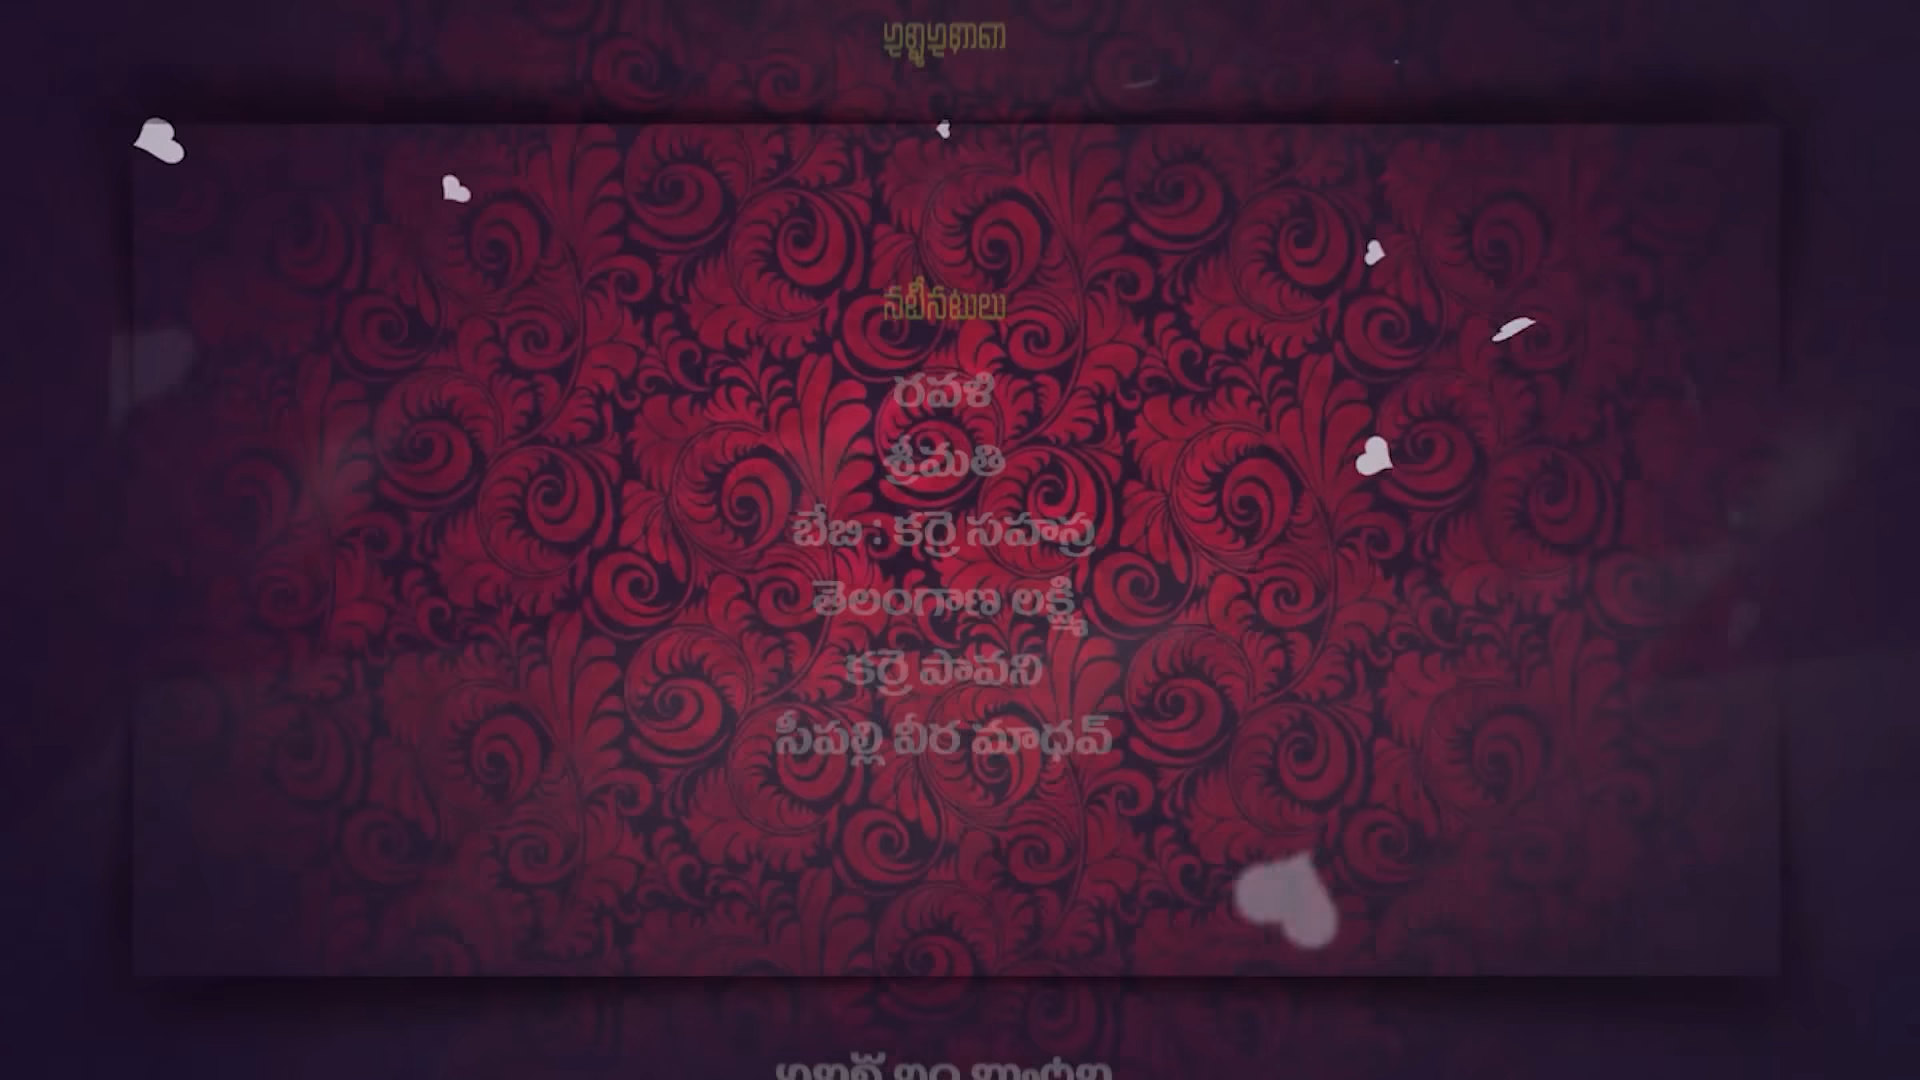 నటీనటులు
రవళి
శ్రీమతి
బేబి : కర్రె సహస్ర
తెలంగాణ లక్ష్మి
కర్రె పావని
సీపల్లి వీర మాధవ్